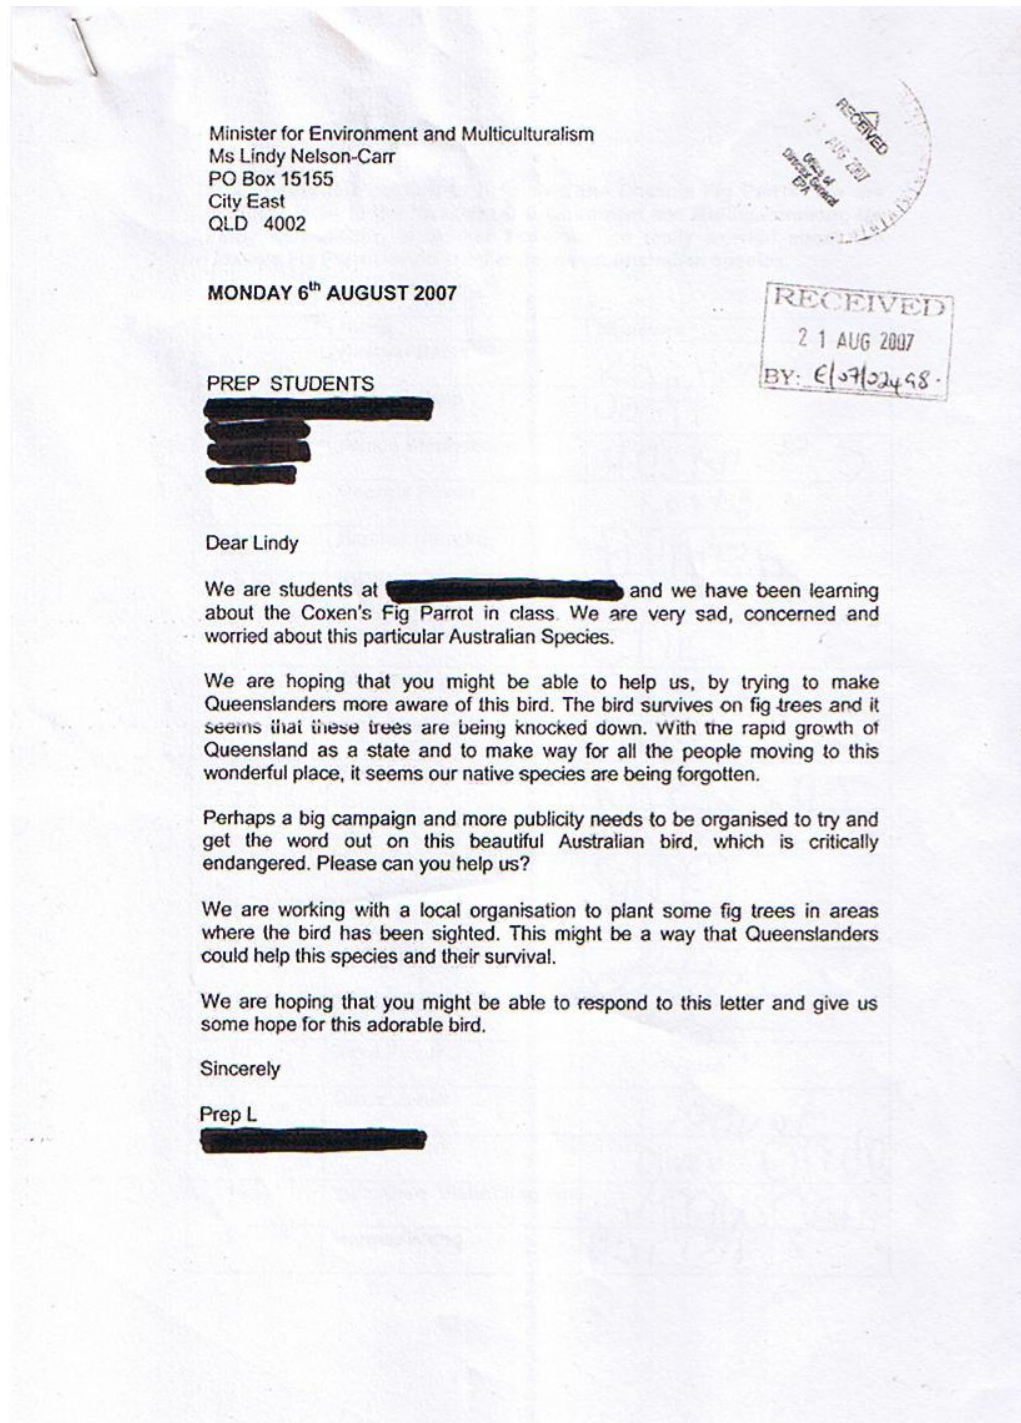 Minister for Environment and Multiculturalism
Ms Lindy Nelson-Carr
PO Box 15155
City East
QLD 4002
RECEIVED
AUG 2007
Office of
Director General
EPA
MONDAY 6th AUGUST 2007
RECEIVED
21 AUG 2007
BY: E/07/02498.
PREP STUDENTS
Dear Lindy
We are students at and we have been learning
about the Coxen's Fig Parrot in class. We are very sad, concerned and
worried about this particular Australian Species.
We are hoping that you might be able to help us, by trying to make
Queenslanders more aware of this bird. The bird survives on fig trees and it
seems that these trees are being knocked down. With the rapid growth of
Queensland as a state and to make way for all the people moving to this
wonderful place, it seems our native species are being forgotten.
Perhaps a big campaign and more publicity needs to be organised to try and
get the word out on this beautiful Australian bird, which is critically
endangered. Please can you help us?
We are working with a local organisation to plant some fig trees in areas
where the bird has been sighted. This might be a way that Queenslanders
could help this species and their survival.
We are hoping that you might be able to respond to this letter and give us
some hope for this adorable bird.
Sincerely
Prep L